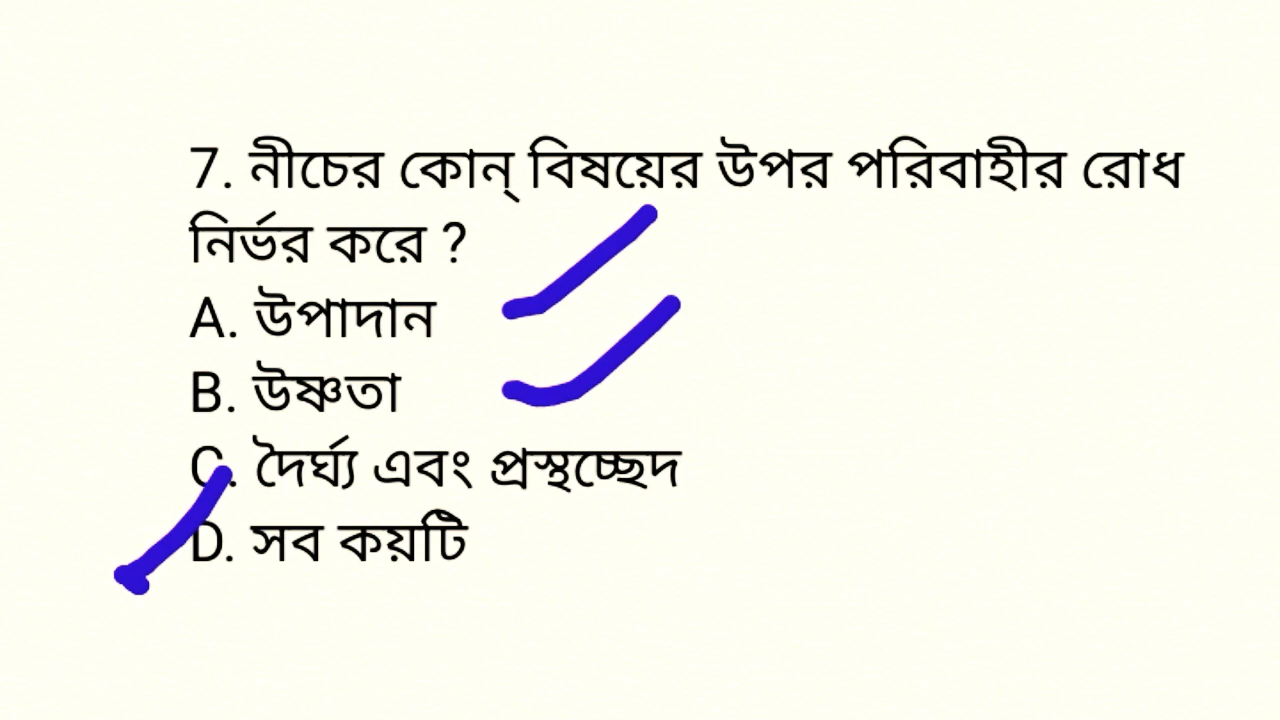 7. নীচের কোন্ বিষয়ের উপর পরিবাহীর রোধ
নির্ভর করে ?
A. উপাদান
B. উষ্ণতা
C. দৈর্ঘ্য এবং প্রস্থচ্ছেদ
D. সব কয়টি